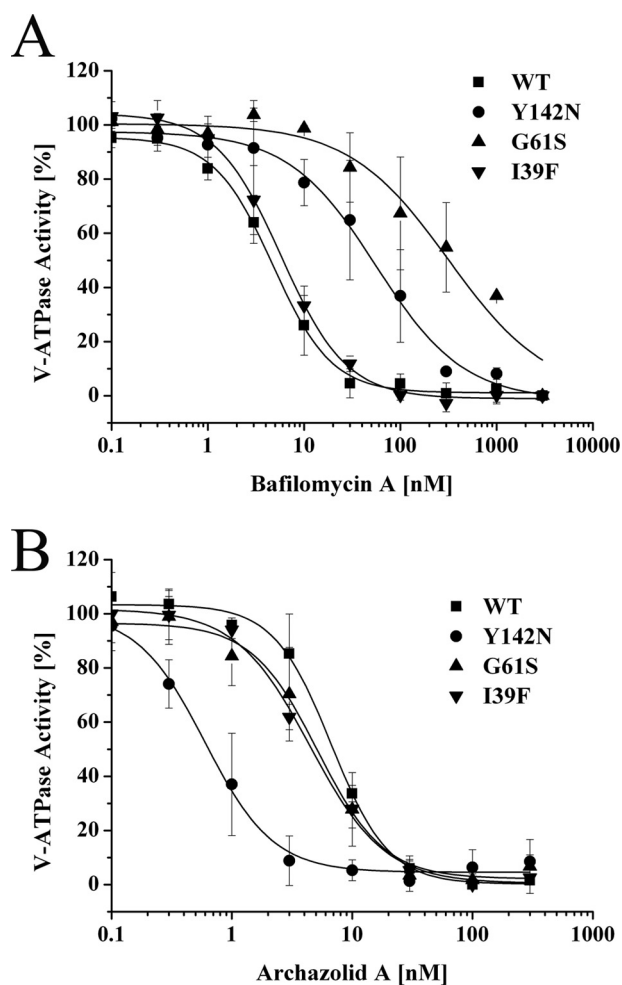 A
120
100
80
60
40
20
0
V-ATPase Activity [%]
WT
Y142N
G61S
I39F
0.1 1 10 100 1000 10000
Bafilomycin A [nM]
B
120
100
80
60
40
20
0
V-ATPase Activity [%]
WT
Y142N
G61S
I39F
0.1 1 10 100 1000
Archazolid A [nM]